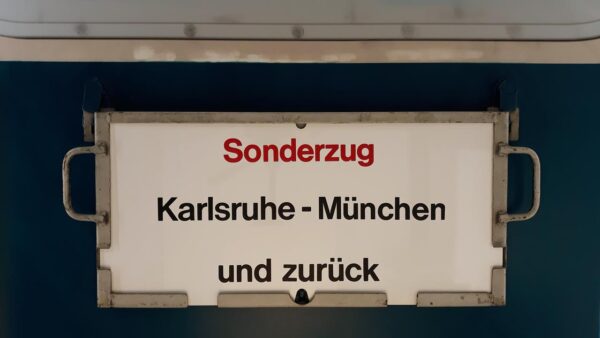 Sonderzug
Karlsruhe - München
und zurück